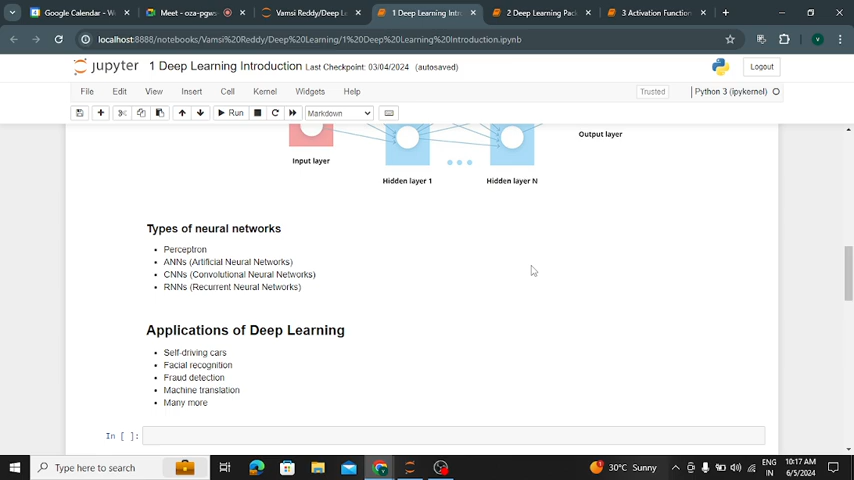 Google Calendar - W
Meet - oza-pgw
Vamsi Reddy/Deep L
1 Deep Learning Intro
2 Deep Learning Pac
3 Activation Function
localhost:8888/notebooks/Vamsi%20Reddy/Deep%20Learning/1%20Deep%20Learning%20Introduction.ipynb
jupyter 1 Deep Learning Introduction Last Checkpoint: 03/04/2024 (autosaved)
Logout
File Edit View Insert Cell Kernel Widgets Help
Trusted
Python 3 (ipykernel)
Run
Markdown
Output layer
Input layer
Hidden layer 1
Hidden layer N
Types of neural networks
• Perceptron
• ANNs (Artificial Neural Networks)
• CNNs (Convolutional Neural Networks)
• RNNs (Recurrent Neural Networks)
Applications of Deep Learning
• Self-driving cars
• Facial recognition
• Fraud detection
• Machine translation
• Many more
In [ ]:
Type here to search
30°C Sunny
ENG
IN
10:17 AM
6/5/2024